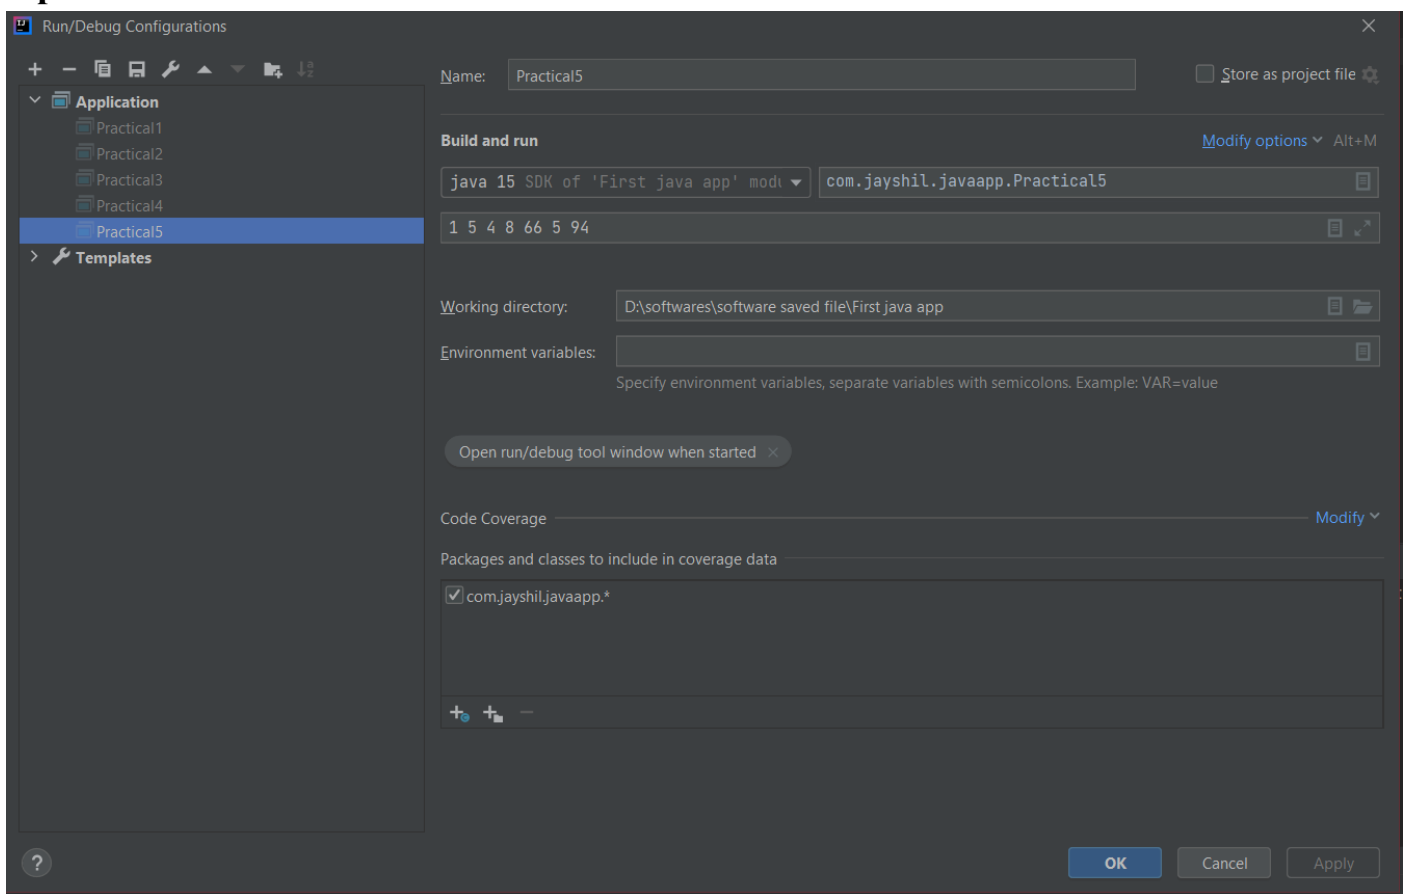 Run/Debug Configurations
Name: Practical5
Store as project file
Application
Practical1
Practical2
Practical3
Practical4
Practical5
Templates
Build and run
Modify options Alt+M
java 15 SDK of 'First java app' modu
com.jayshil.javaapp.Practical5
1 5 4 8 66 5 94
Working directory: D:\softwares\software saved file\First java app
Environment variables:
Specify environment variables, separate variables with semicolons. Example: VAR=value
Open run/debug tool window when started
Code Coverage
Modify
Packages and classes to include in coverage data
com.jayshil.javaapp.*
?
OK
Cancel
Apply